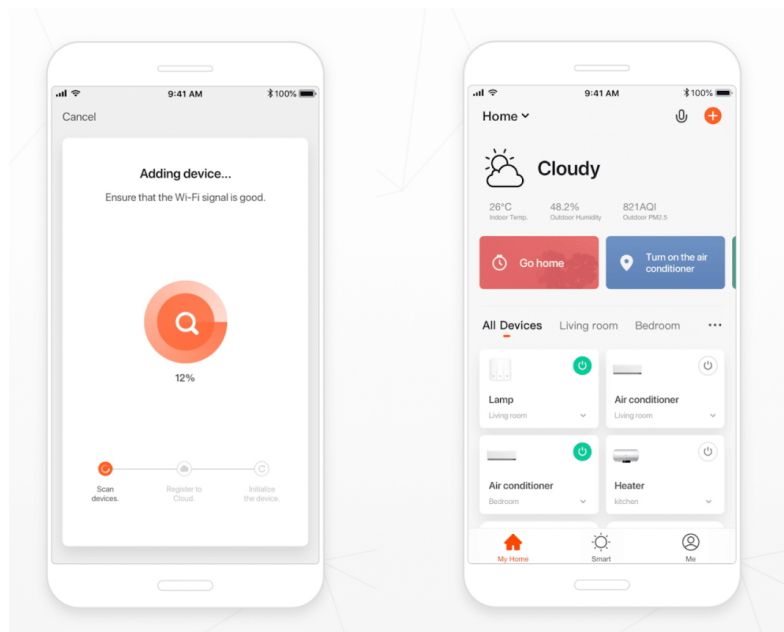 9:41 AM
100%
Cancel
Adding device...
Ensure that the Wi-Fi signal is good.
12%
Scan
devices.
Register to
Cloud.
Initialize
the device.
9:41 AM
100%
Home
Cloudy
26°C
48.2%
821AQI
Indoor Temp.
Outdoor Humidity
Outdoor PM2.5
Go home
Turn on the air
conditioner
All Devices
Living room
Bedroom
Lamp
Living room
Air conditioner
Living room
Air conditioner
Bedroom
Heater
kitchen
My Home
Smart
Me